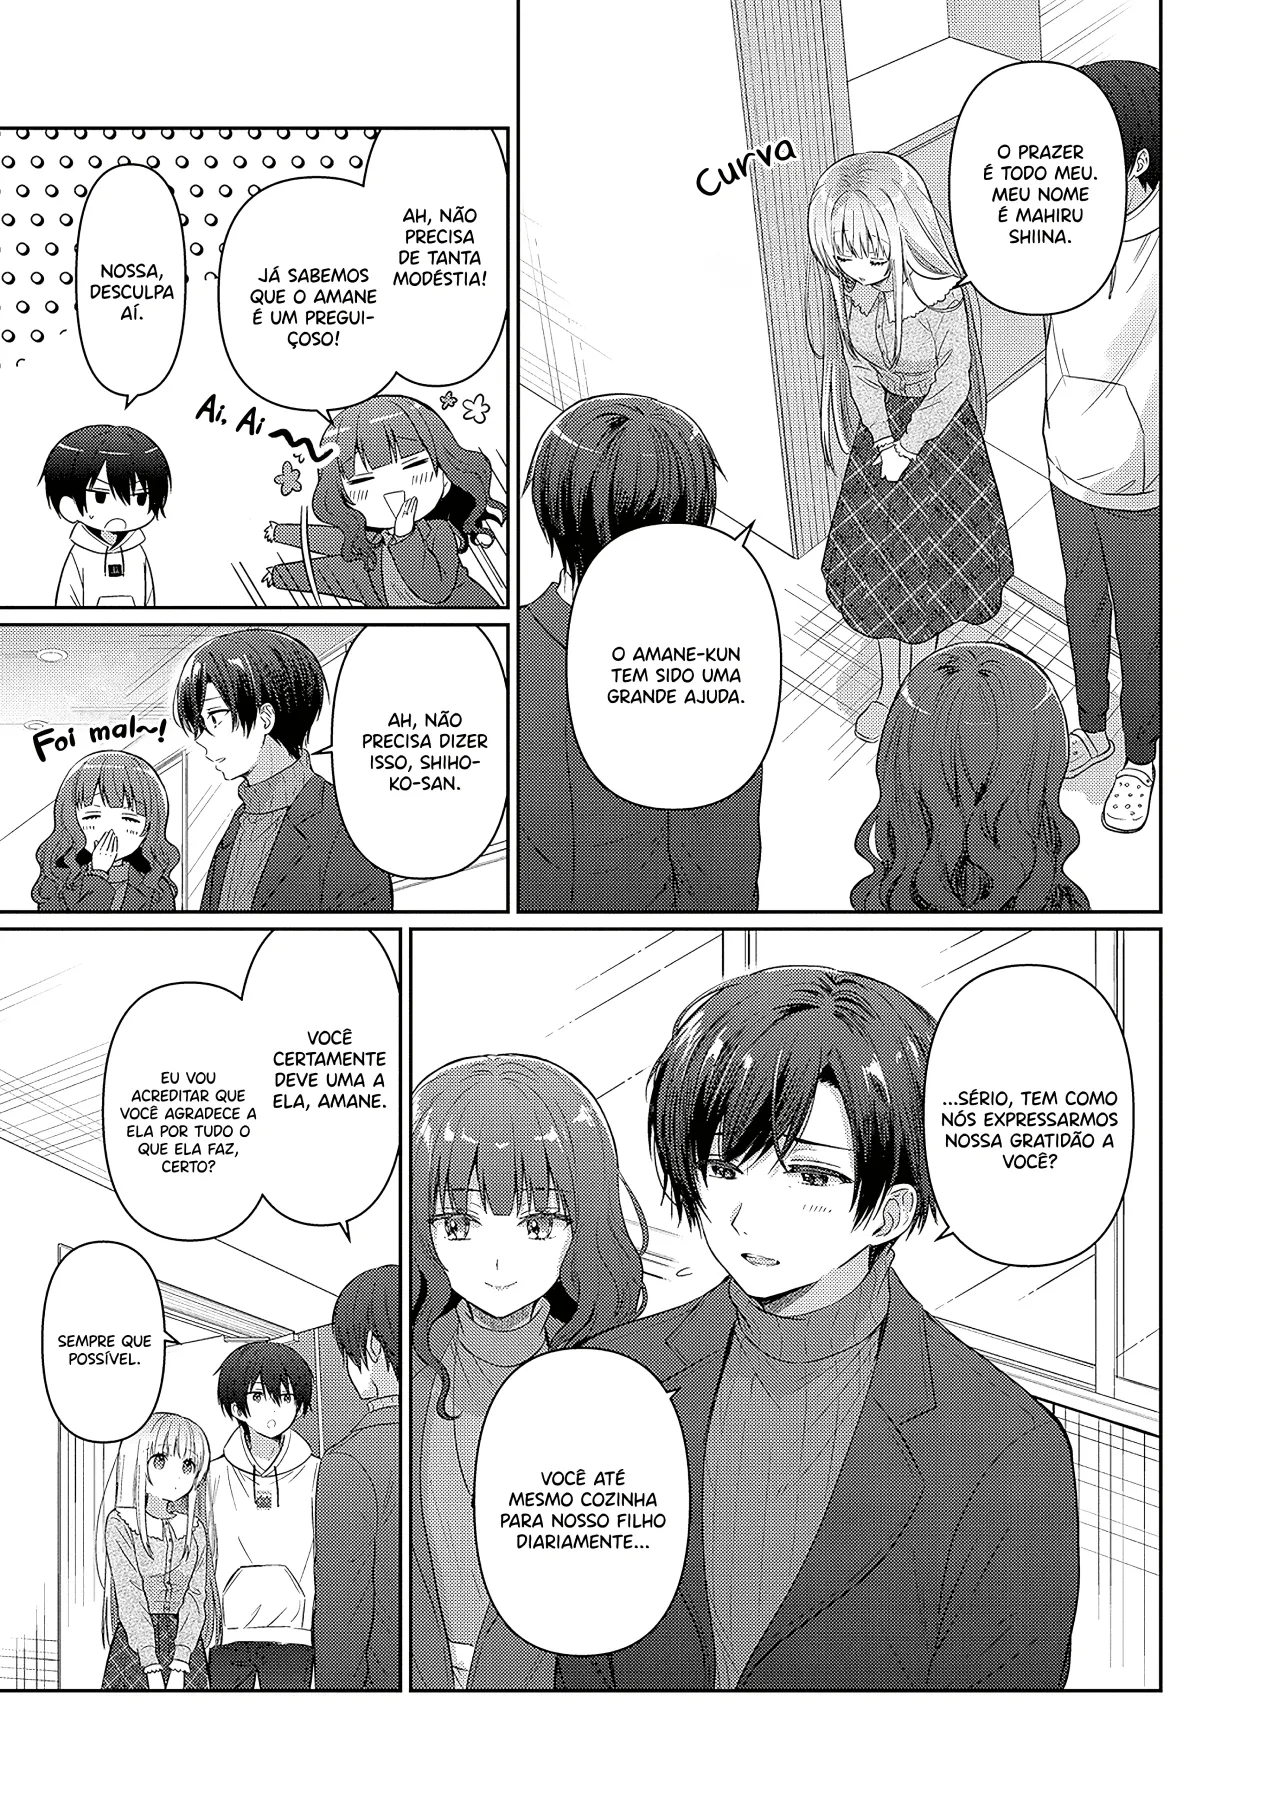 O PRAZER
É TODO MEU.
MEU NOME
É MAHIRU
SHIINA.
Curva
O AMANE-KUN
TEM SIDO UMA
GRANDE AJUDA.
AH, NÃO
PRECISA
DE TANTA
MODÉSTIA!
JÁ SABEMOS
QUE O AMANE
É UM PREGUI-
ÇOSO!
Ai, Ai
NOSSA,
DESCULPA
AÍ.
AH, NÃO
PRECISA DIZER
ISSO, SHIHO-
KO-SAN.
Foi mal~!
...SÉRIO, TEM COMO
NÓS EXPRESSARMOS
NOSSA GRATIDÃO A
VOCÊ?
VOCÊ ATÉ
MESMO COZINHA
PARA NOSSO FILHO
DIARIAMENTE...
VOCÊ
CERTAMENTE
DEVE UMA A
ELA, AMANE.
EU VOU
ACREDITAR QUE
VOCÊ AGRADECE A
ELA POR TUDO O
QUE ELA FAZ,
CERTO?
SEMPRE QUE
POSSÍVEL.